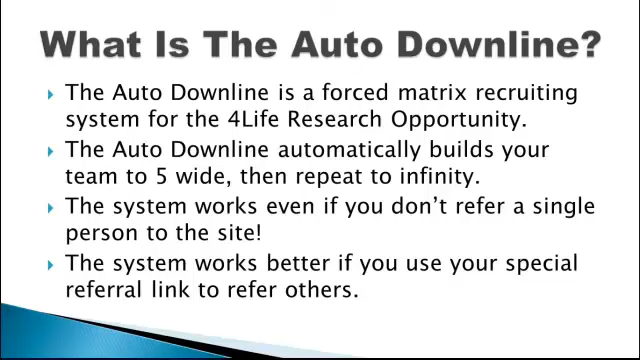 What Is The Auto Downline?
The Auto Downline is a forced matrix recruiting
system for the 4Life Research Opportunity.
The Auto Downline automatically builds your
team to 5 wide, then repeat to infinity.
The system works even if you don't refer a single
person to the site!
The system works better if you use your special
referral link to refer others.